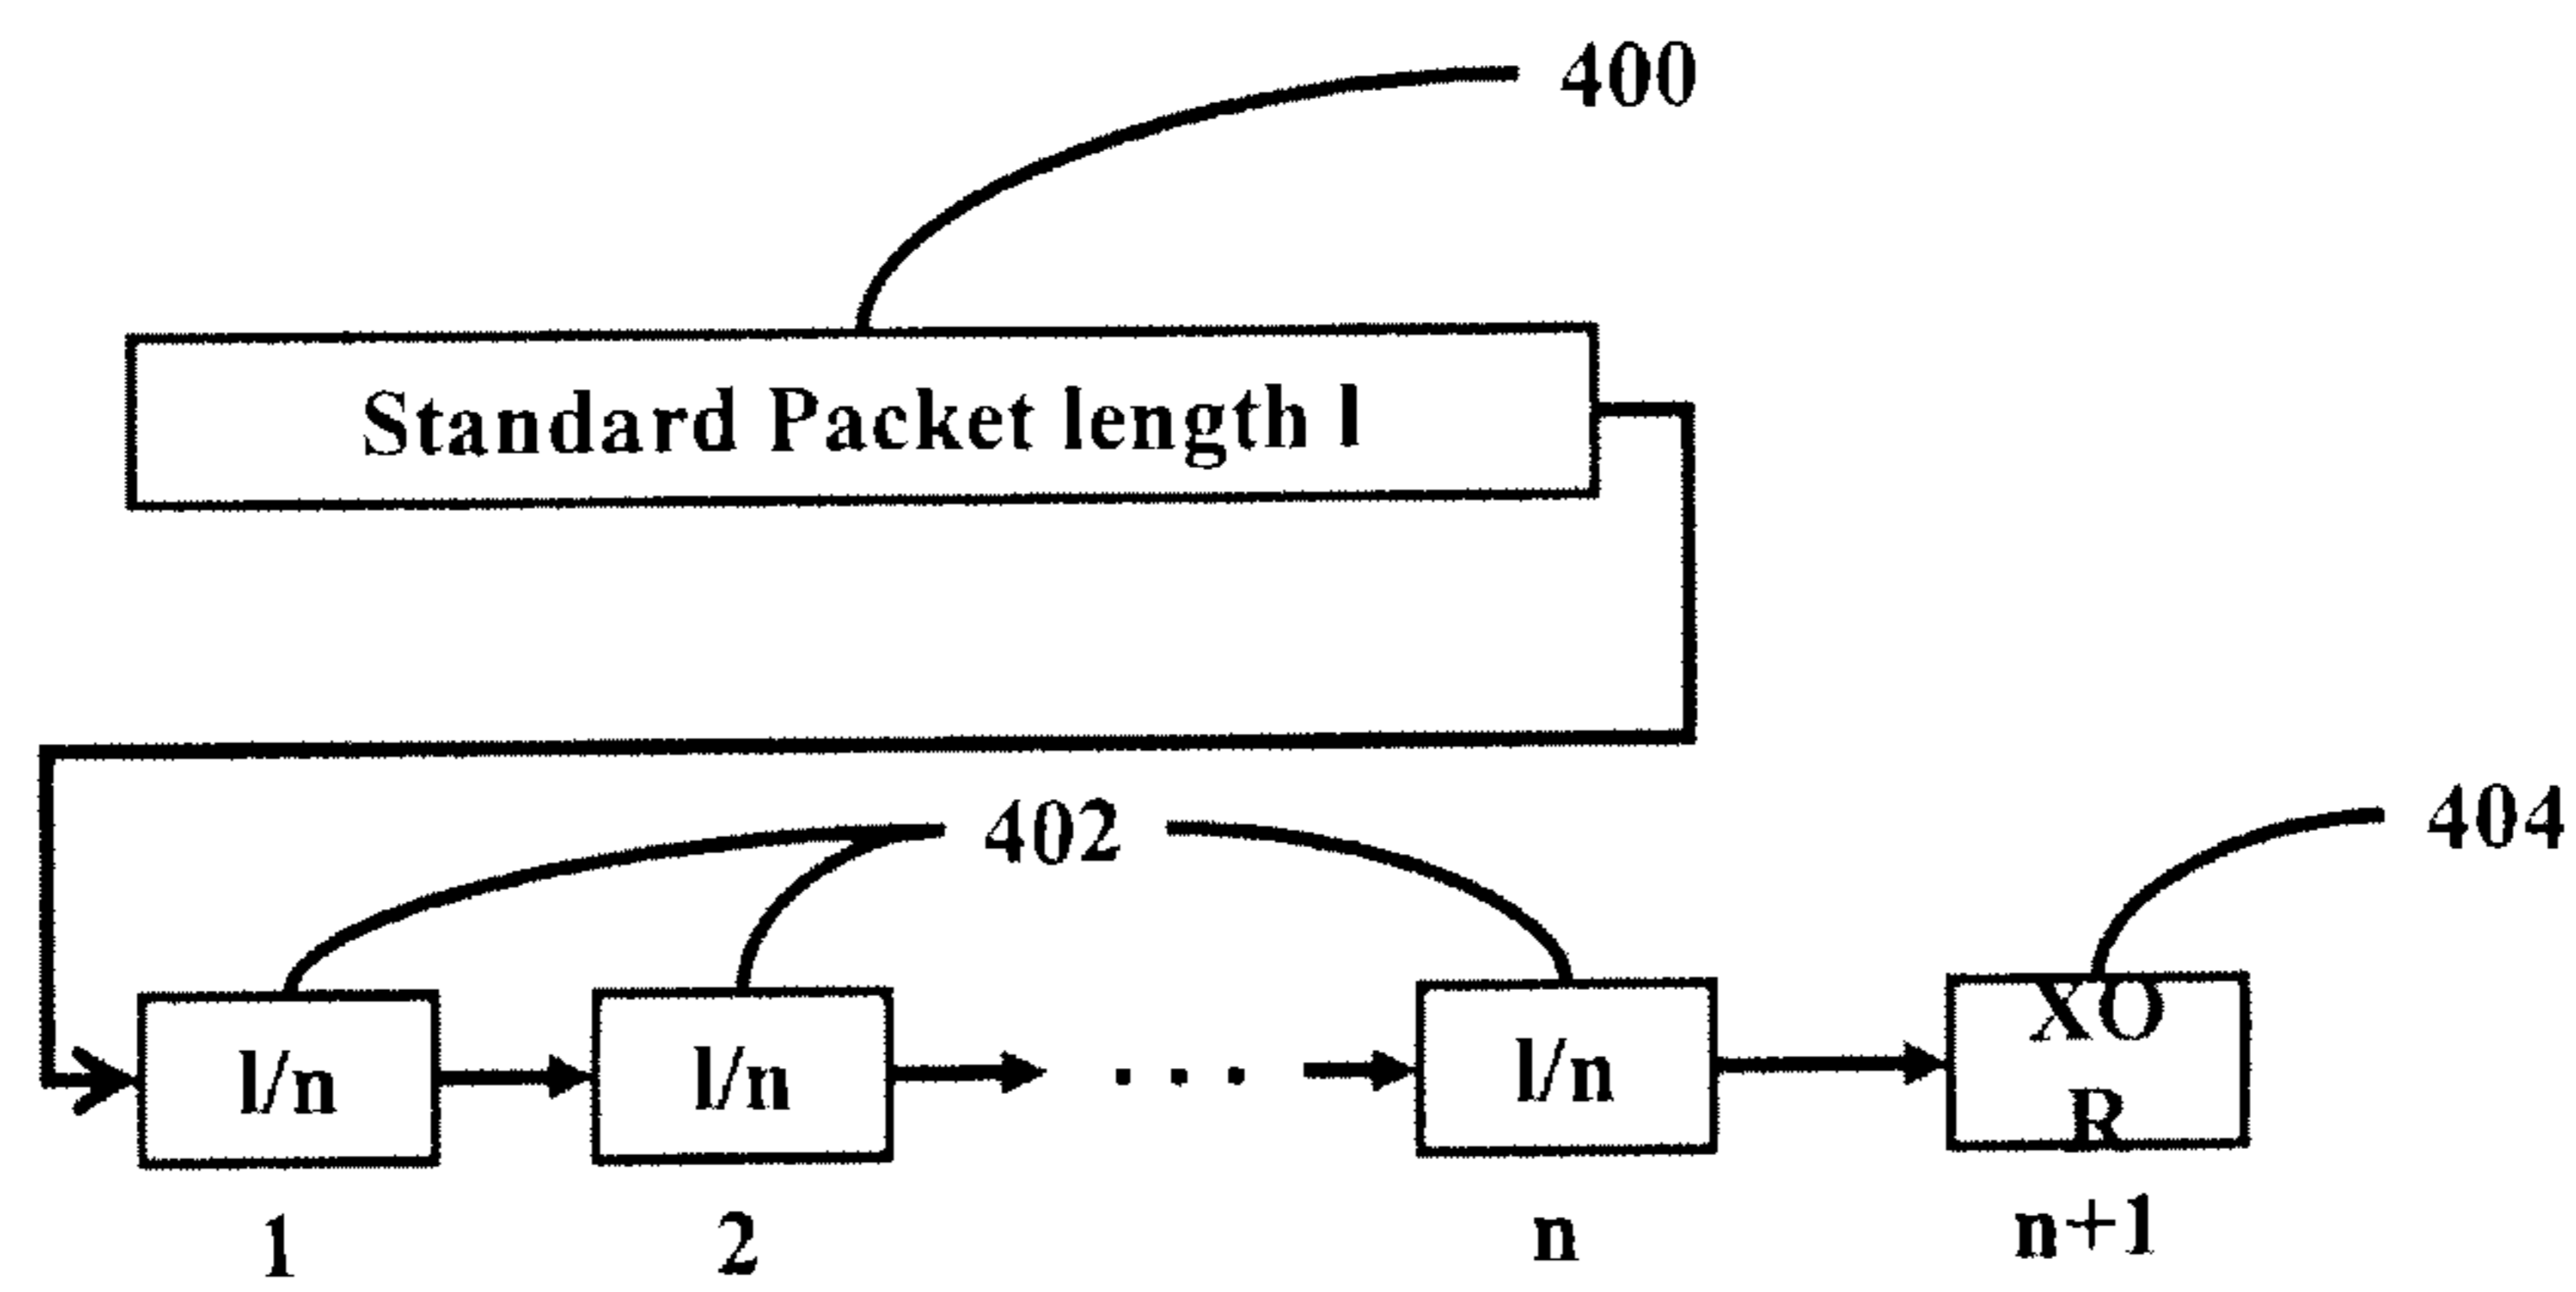 400
Standard Packet length l
402
404
l/n
l/n
. . .
l/n
XO
R
1
2
n
n+1